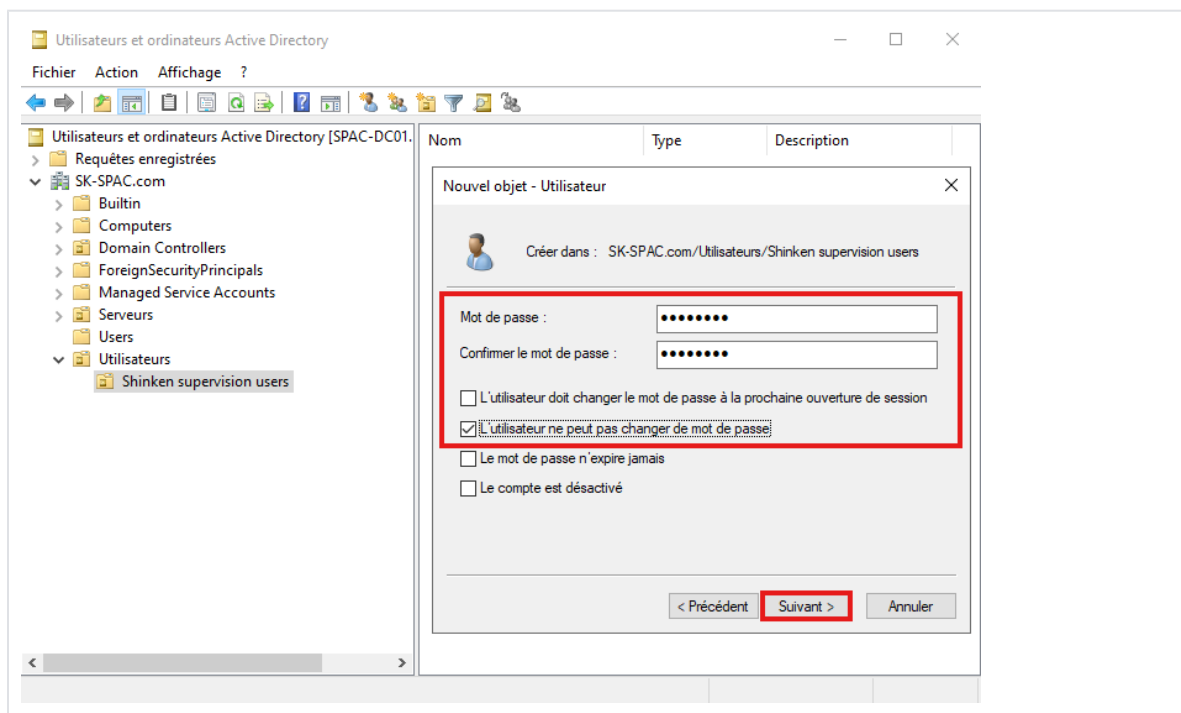 Utilisateurs et ordinateurs Active Directory
Fichier Action Affichage ?
Utilisateurs et ordinateurs Active Directory [SPAC-DC01.
Requêtes enregistrées
SK-SPAC.com
Builtin
Computers
Domain Controllers
ForeignSecurityPrincipals
Managed Service Accounts
Serveurs
Users
Utilisateurs
Shinken supervision users
Nom Type Description
Nouvel objet - Utilisateur
Créer dans : SK-SPAC.com/Utilisateurs/Shinken supervision users
Mot de passe : ••••••••
Confirmer le mot de passe : ••••••••
L'utilisateur doit changer le mot de passe à la prochaine ouverture de session
L'utilisateur ne peut pas changer de mot de passe
Le mot de passe n'expire jamais
Le compte est désactivé
< Précédent Suivant > Annuler